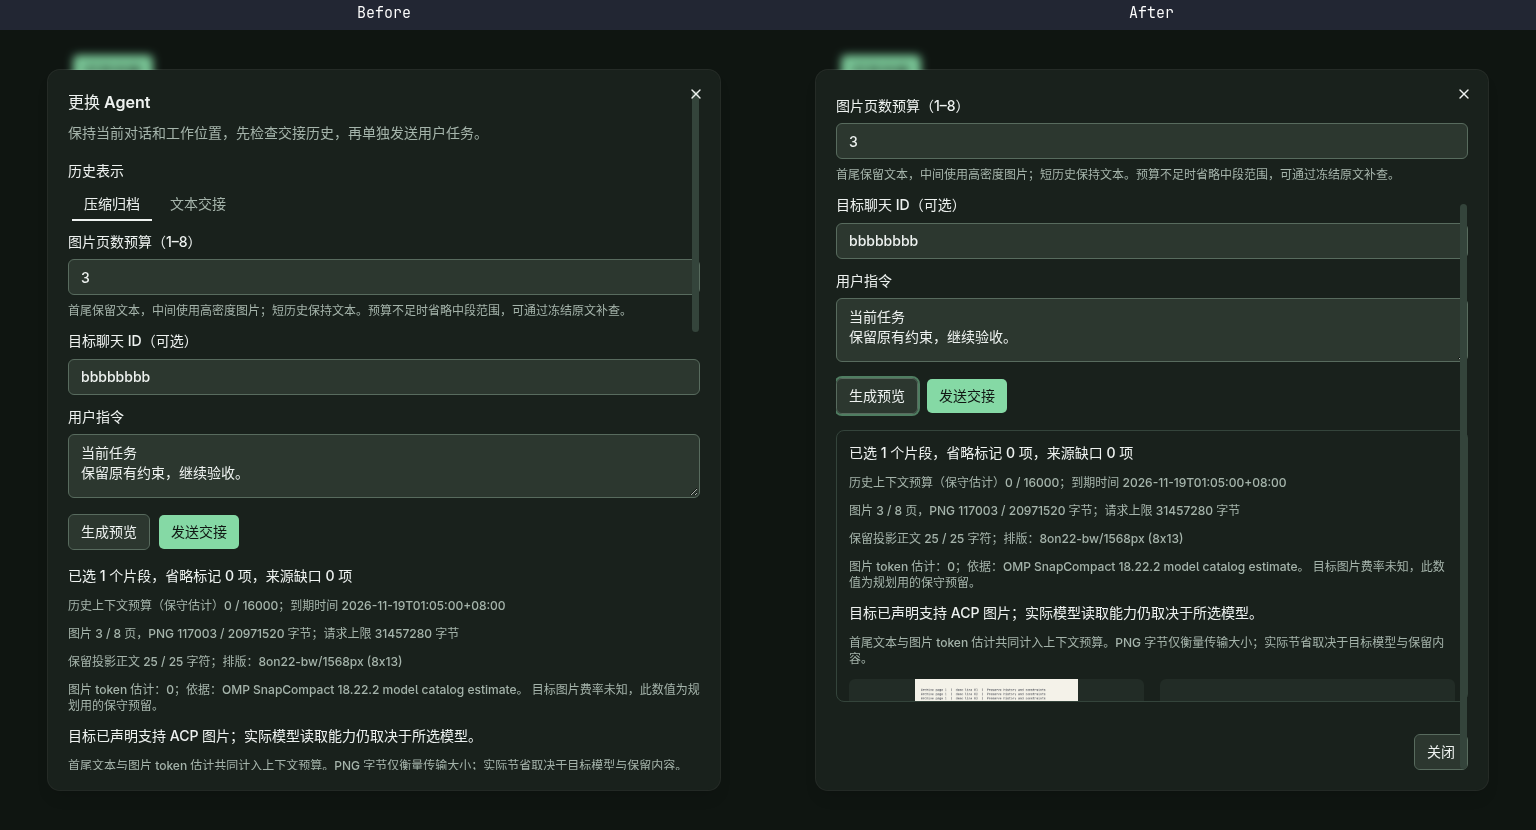 Before
After
更换 Agent
保持当前对话和工作位置，先检查交接历史，再单独发送用户任务。
历史表示
压缩归档
文本交接
图片页数预算（1–8）
3
首尾保留文本，中间使用高密度图片；短历史保持文本。预算不足时省略中段范围，可通过冻结原文补查。
目标聊天 ID（可选）
bbbbbbbb
用户指令
当前任务
保留原有约束，继续验收。
生成预览
发送交接
已选 1 个片段，省略标记 0 项，来源缺口 0 项
历史上下文预算（保守估计）0 / 16000；到期时间 2026-11-19T01:05:00+08:00
图片 3 / 8 页，PNG 117003 / 20971520 字节；请求上限 31457280 字节
保留投影正文 25 / 25 字符；排版：8on22-bw/1568px (8x13)
图片 token 估计：0；依据：OMP SnapCompact 18.22.2 model catalog estimate。 目标图片费率未知，此数值为规
划用的保守预留。
目标已声明支持 ACP 图片；实际模型读取能力仍取决于所选模型。
首尾文本与图片 token 估计共同计入上下文预算。PNG 字节仅衡量传输大小；实际节省取决于目标模型与保留内容。
图片页数预算（1–8）
3
首尾保留文本，中间使用高密度图片；短历史保持文本。预算不足时省略中段范围，可通过冻结原文补查。
目标聊天 ID（可选）
bbbbbbbb
用户指令
当前任务
保留原有约束，继续验收。
生成预览
发送交接
已选 1 个片段，省略标记 0 项，来源缺口 0 项
历史上下文预算（保守估计）0 / 16000；到期时间 2026-11-19T01:05:00+08:00
图片 3 / 8 页，PNG 117003 / 20971520 字节；请求上限 31457280 字节
保留投影正文 25 / 25 字符；排版：8on22-bw/1568px (8x13)
图片 token 估计：0；依据：OMP SnapCompact 18.22.2 model catalog estimate。 目标图片费率未知，此数
值为规划用的保守预留。
目标已声明支持 ACP 图片；实际模型读取能力仍取决于所选模型。
首尾文本与图片 token 估计共同计入上下文预算。PNG 字节仅衡量传输大小；实际节省取决于目标模型与保留内
容。
关闭